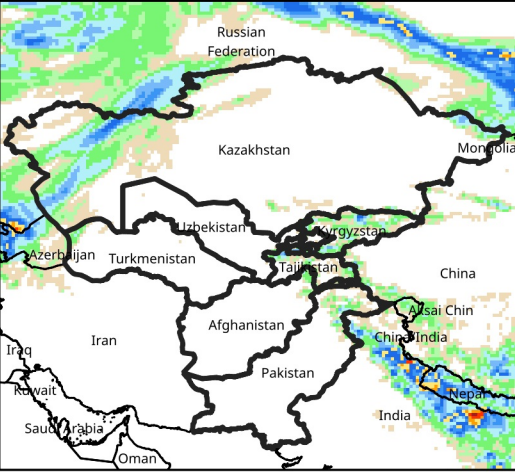 Russian
Federation
Kazakhstan
Mongolia
Uzbekistan
Kyrgyzstan
Azerbaijan
Turkmenistan
Tajikistan
China
Aksai Chin
Afghanistan
China/India
Iran
Iraq
Pakistan
Kuwait
Nepal
India
Saudi Arabia
Oman